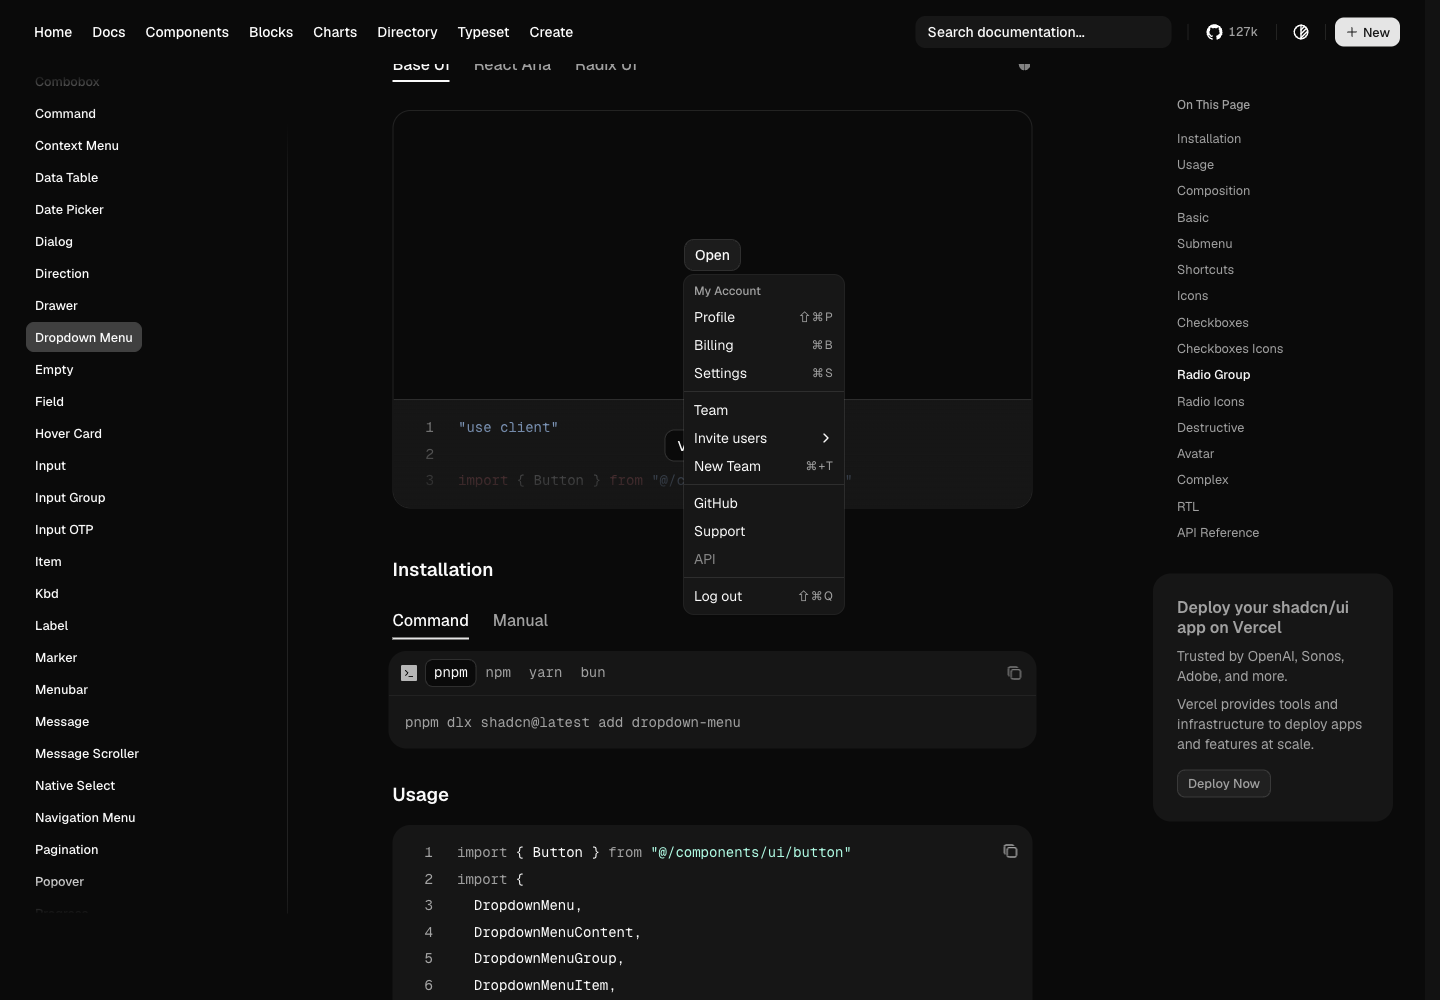 Home Docs Components Blocks Charts Directory Typeset Create
Search documentation...
127k
New
Combobox
Command
Context Menu
Data Table
Date Picker
Dialog
Direction
Drawer
Dropdown Menu
Empty
Field
Hover Card
Input
Input Group
Input OTP
Item
Kbd
Label
Marker
Menubar
Message
Message Scroller
Native Select
Navigation Menu
Pagination
Popover
Base UI React Aria Radix UI
Open
My Account
Profile ⇧⌘P
Billing ⌘B
Settings ⌘S
Team
Invite users
New Team ⌘+T
GitHub
Support
API
Log out ⇧⌘Q
1 "use client"
2
3 import { Button } from "@/c "
Installation
Command Manual
pnpm npm yarn bun
pnpm dlx shadcn@latest add dropdown-menu
Usage
1 import { Button } from "@/components/ui/button"
2 import {
3 DropdownMenu,
4 DropdownMenuContent,
5 DropdownMenuGroup,
6 DropdownMenuItem,
On This Page
Installation
Usage
Composition
Basic
Submenu
Shortcuts
Icons
Checkboxes
Checkboxes Icons
Radio Group
Radio Icons
Destructive
Avatar
Complex
RTL
API Reference
Deploy your shadcn/ui
app on Vercel
Trusted by OpenAI, Sonos,
Adobe, and more.
Vercel provides tools and
infrastructure to deploy apps
and features at scale.
Deploy Now